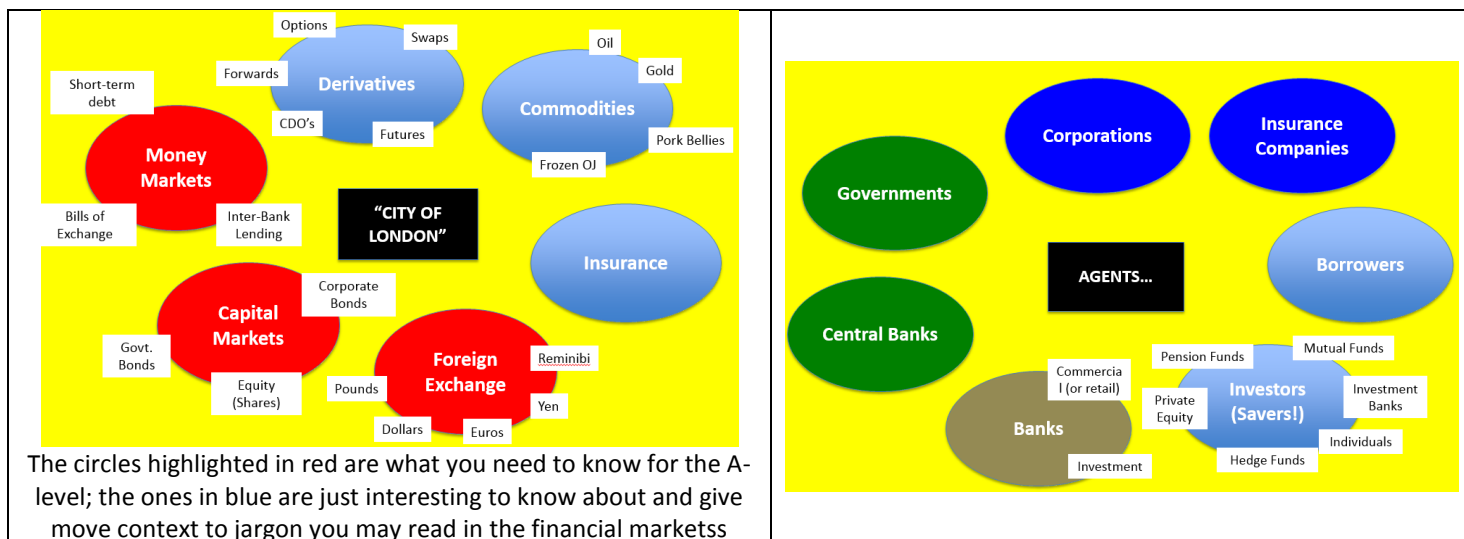 Options
Swaps
Forwards
Derivatives
CDO's
Futures
Oil
Gold
Commodities
Pork Bellies
Frozen OJ
Short-term
debt
Money
Markets
Bills of
Exchange
Inter-Bank
Lending
"CITY OF
LONDON"
Insurance
Corporate
Bonds
Capital
Markets
Govt.
Bonds
Equity
(Shares)
Foreign
Exchange
Reminibi
Pounds
Yen
Dollars
Euros
The circles highlighted in red are what you need to know for the A-
level; the ones in blue are just interesting to know about and give
move context to jargon you may read in the financial marketss
Corporations
Insurance
Companies
Governments
AGENTS...
Borrowers
Central Banks
Commercia
l (or retail)
Banks
Investment
Pension Funds
Mutual Funds
Private
Equity
Investors
(Savers!)
Investment
Banks
Individuals
Hedge Funds